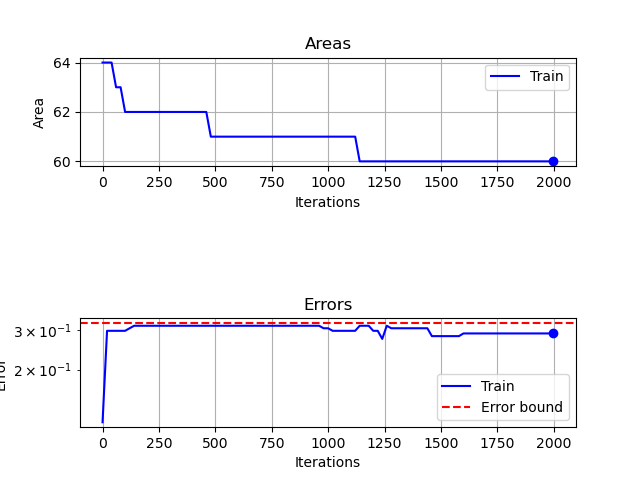 Areas
64
62
60
Area
Train
0 250 500 750 1000 1250 1500 1750 2000
Iterations
Errors
3 × 10⁻¹
2 × 10⁻¹
Error
Train
Error bound
0 250 500 750 1000 1250 1500 1750 2000
Iterations